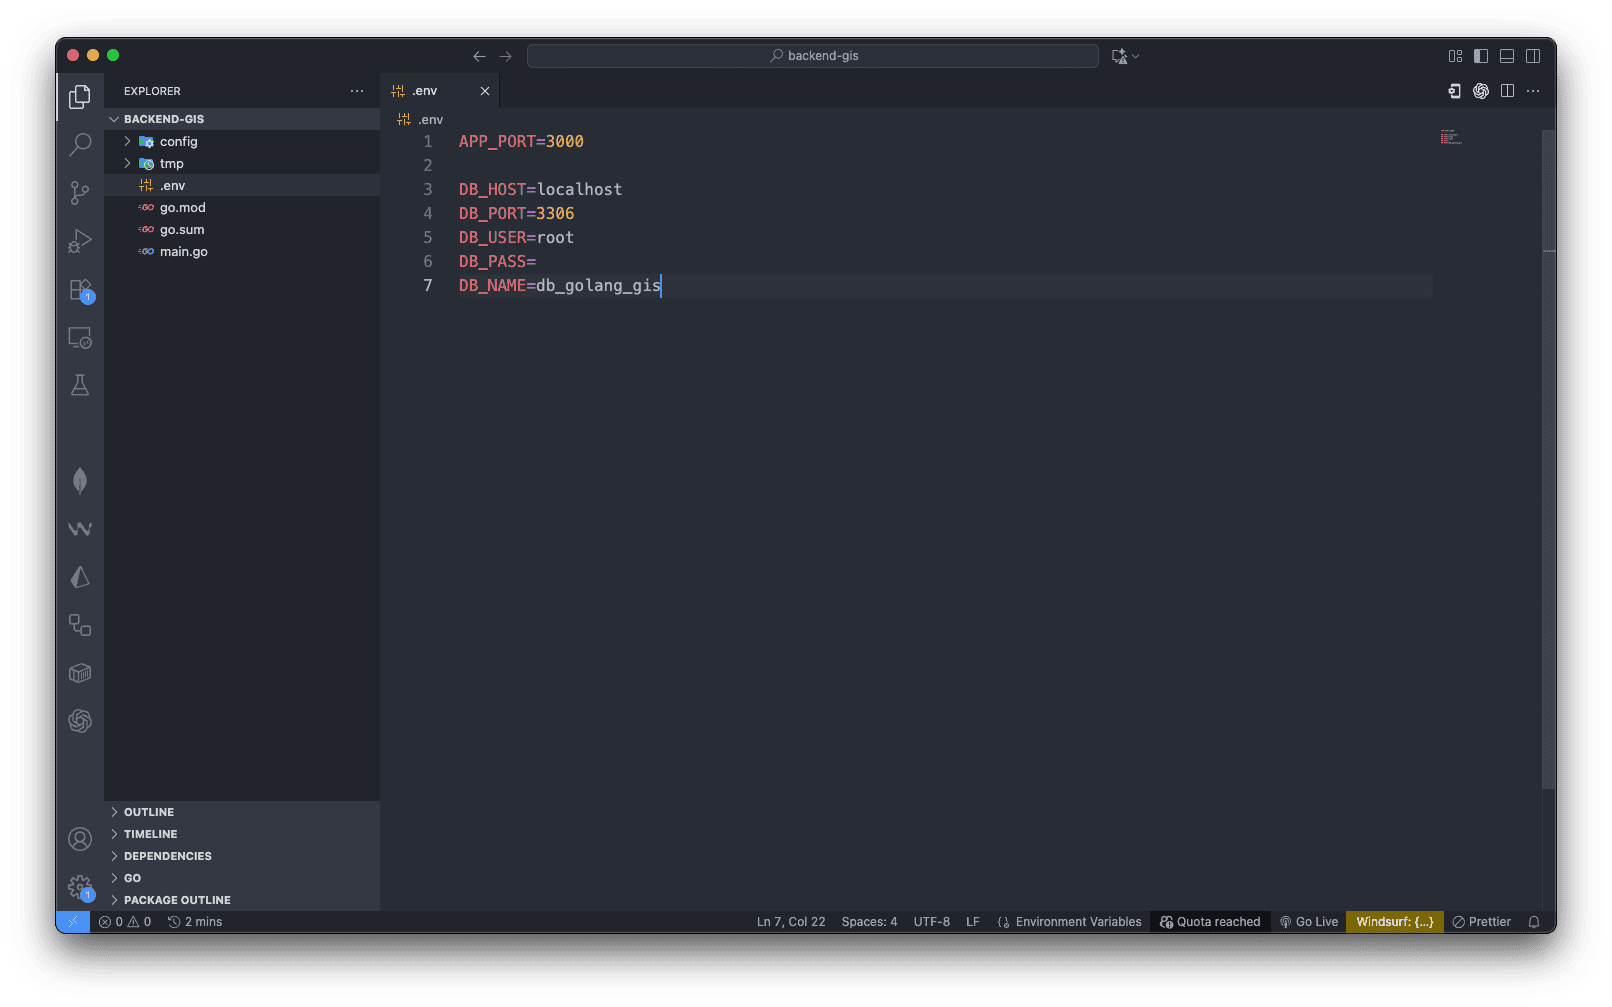 backend-gis
EXPLORER
.env
BACKEND-GIS
config
tmp
.env
go.mod
go.sum
main.go
.env
1 APP_PORT=3000
2
3 DB_HOST=localhost
4 DB_PORT=3306
5 DB_USER=root
6 DB_PASS=
7 DB_NAME=db_golang_gis
1
OUTLINE
TIMELINE
DEPENDENCIES
GO
PACKAGE OUTLINE
1
0 0 2 mins
Ln 7, Col 22 Spaces: 4 UTF-8 LF Environment Variables Quota reached Go Live Windsurf: {...} Prettier